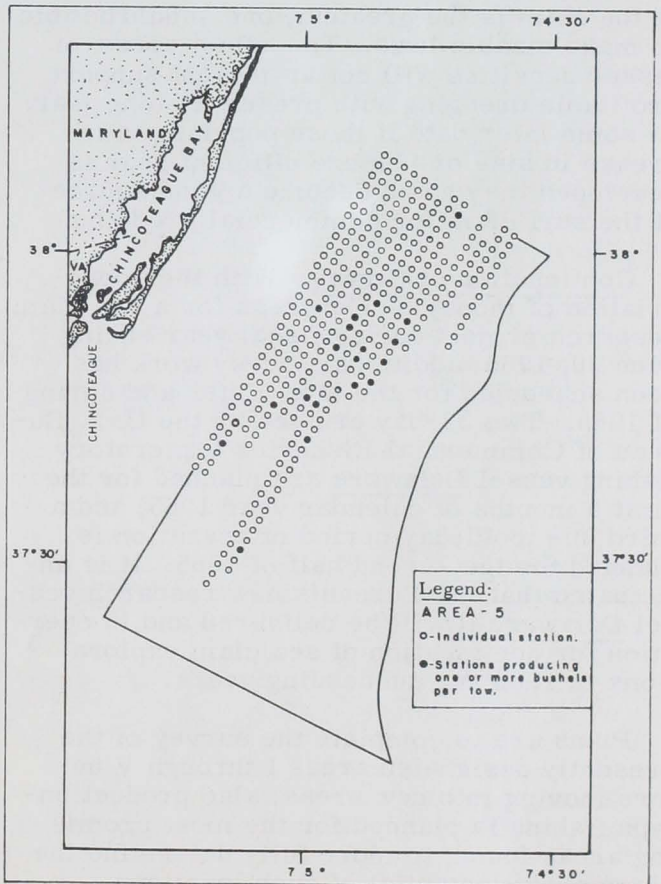 75° 74°30'
MARYLAND
CHINCOTEAGUE BAY
38° 38°
VA.
CHINCOTEAGUE
37°30' 37°30'
Legend:
AREA-5
O-Individual station.
●-Stations producing
one or more bushels
per tow.
75° 74°30'